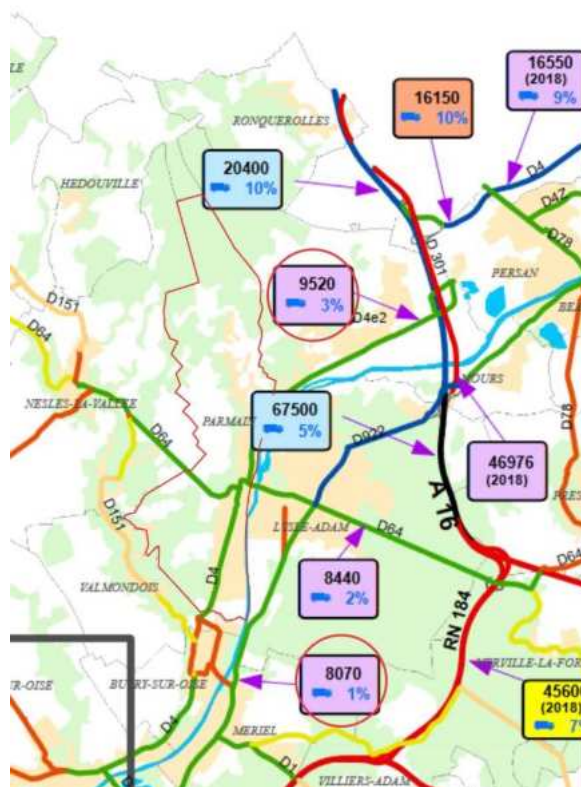 16550
(2018)
9%
16150
10%
RONQUEROLLES
20400
10%
D4
HEDOUVILLE
D4Z
D78
D 301
PERSAN
9520
3%
D151
D4e2
D64
NESLES-LA-VALLEE
MOURS
67500
5%
PARMAIN
D922
D78
D64
46976
(2018)
A 16
D151
L'ISLE-ADAM
D64
D64
D4
8440
2%
VALMONDOIS
RN 184
8070
1%
BUTRY-SUR-OISE
D4
MERIEL
D1
VILLIERS-ADAM
(2018)